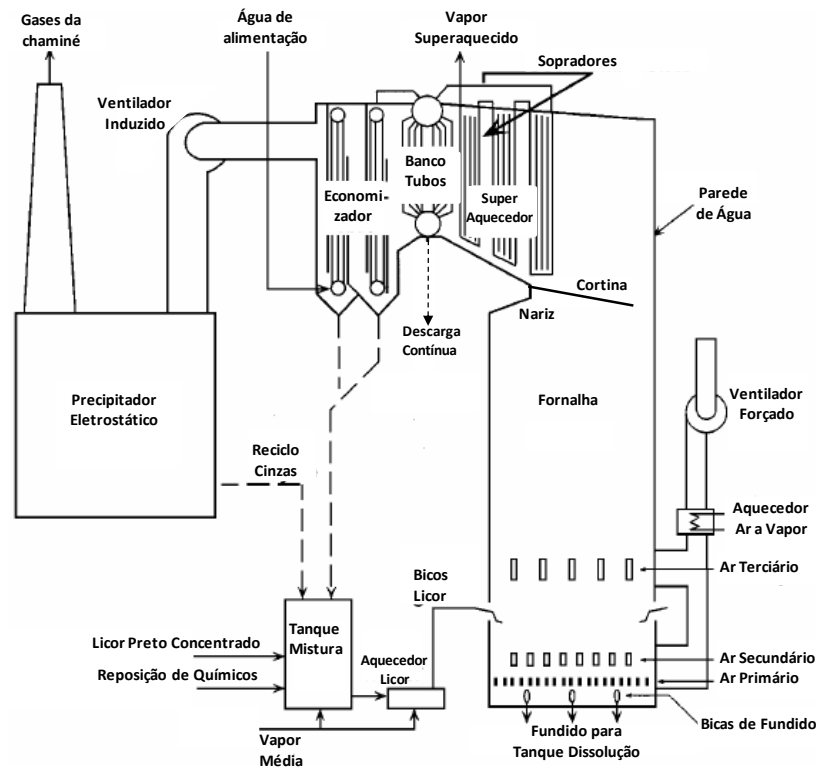 Gases da
chaminé
Água de
alimentação
Vapor
Superaquecido
Sopradores
Ventilador
Induzido
Banco
Tubos
Economi-
zador
Super
Aquecedor
Parede
de Água
Cortina
Nariz
Descarga
Contínua
Precipitador
Eletrostático
Fornalha
Ventilador
Forçado
Reciclo
Cinzas
Aquecedor
Ar a Vapor
Bicos
Licor
Ar Terciário
Tanque
Mistura
Licor Preto Concentrado
Aquecedor
Licor
Reposição de Químicos
Ar Secundário
Ar Primário
Bicas de Fundido
Fundido para
Tanque Dissolução
Vapor
Média